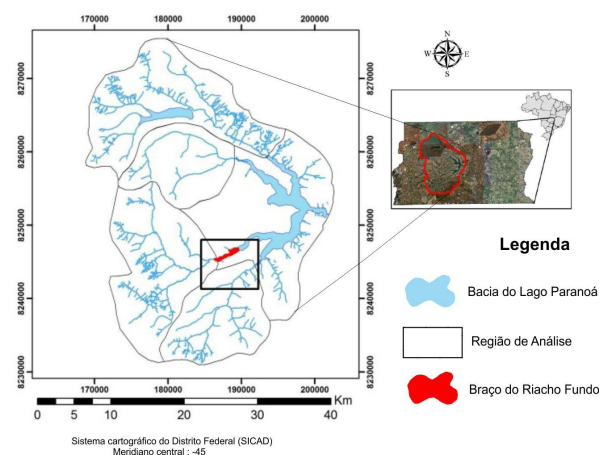 170000 180000 190000 200000
N
W E
S
8270000
8260000
8250000
8240000
8230000
8270000
8260000
8250000
8240000
8230000
170000 180000 190000 200000
Km
0 5 10 20 30 40
Sistema cartográfico do Distrito Federal (SICAD)
Meridiano central : -45
Legenda
Bacia do Lago Paranoá
Região de Análise
Braço do Riacho Fundo